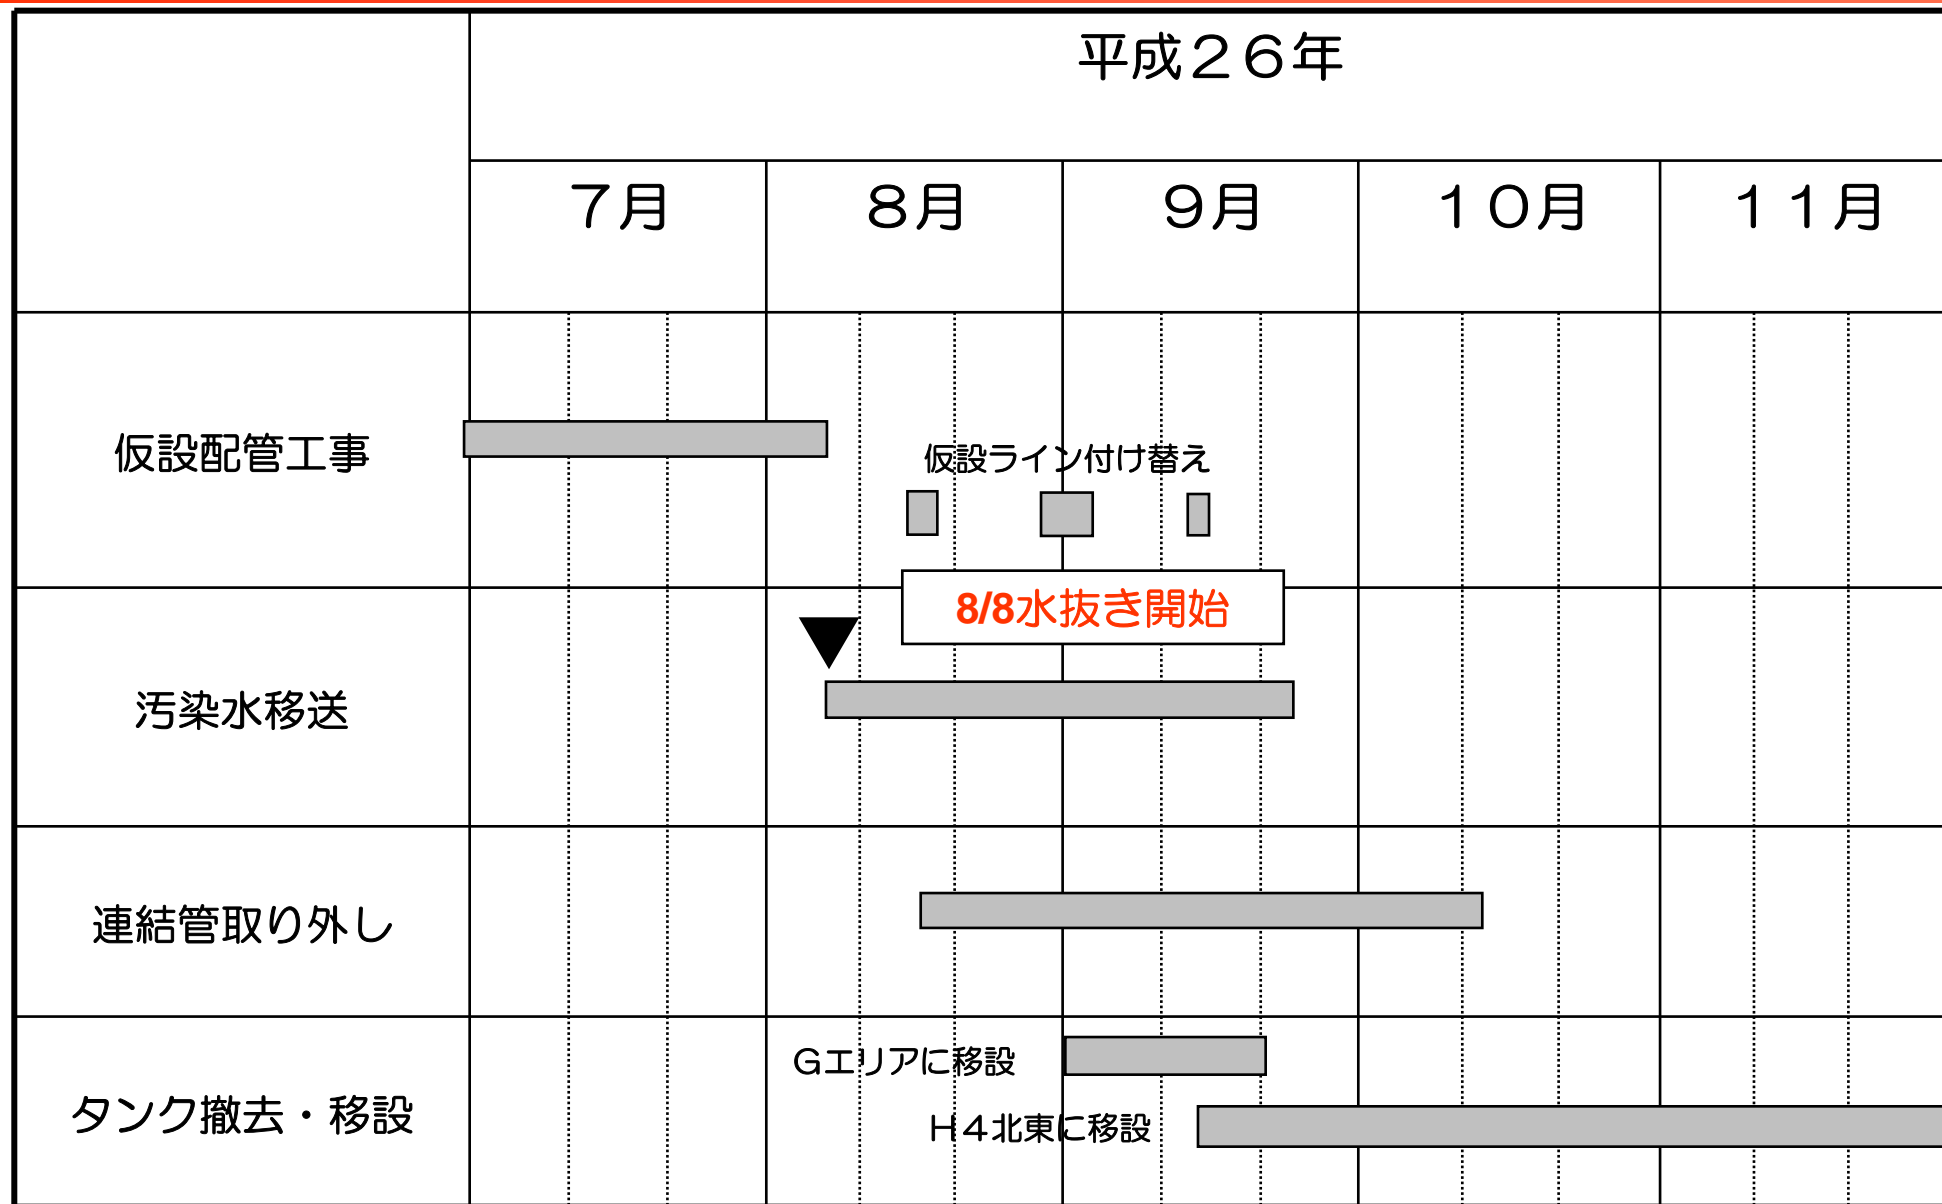 平成２６年
７月
８月
９月
１０月
１１月
仮設配管工事
仮設ライン付け替え
8/8水抜き開始
汚染水移送
連結管取り外し
Ｇエリアに移設
タンク撤去・移設
Ｈ４北東に移設